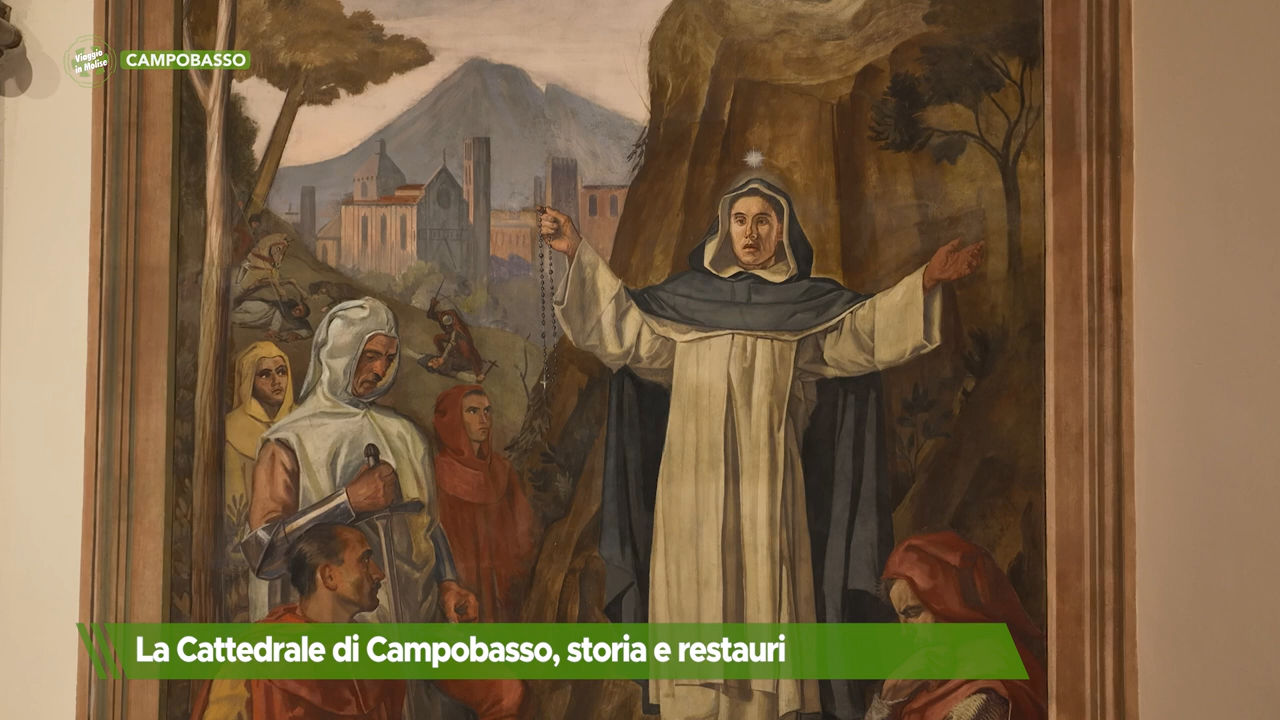 Viaggio
in Molise
CAMPOBASSO
La Cattedrale di Campobasso, storia e restauri